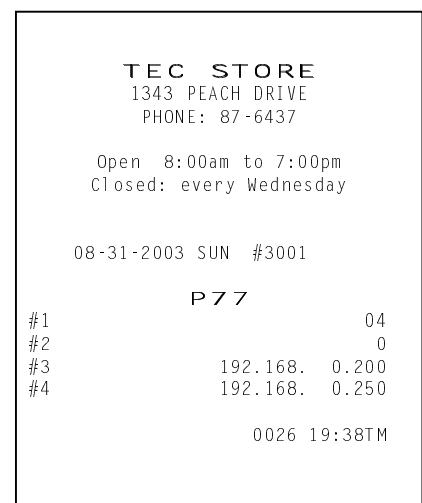 TEC STORE
1343 PEACH DRIVE
PHONE: 87-6437
Open 8:00am to 7:00pm
Closed: every Wednesday
08-31-2003 SUN #3001
P77
#1 04
#2 0
#3 192.168. 0.200
#4 192.168. 0.250
0026 19:38TM